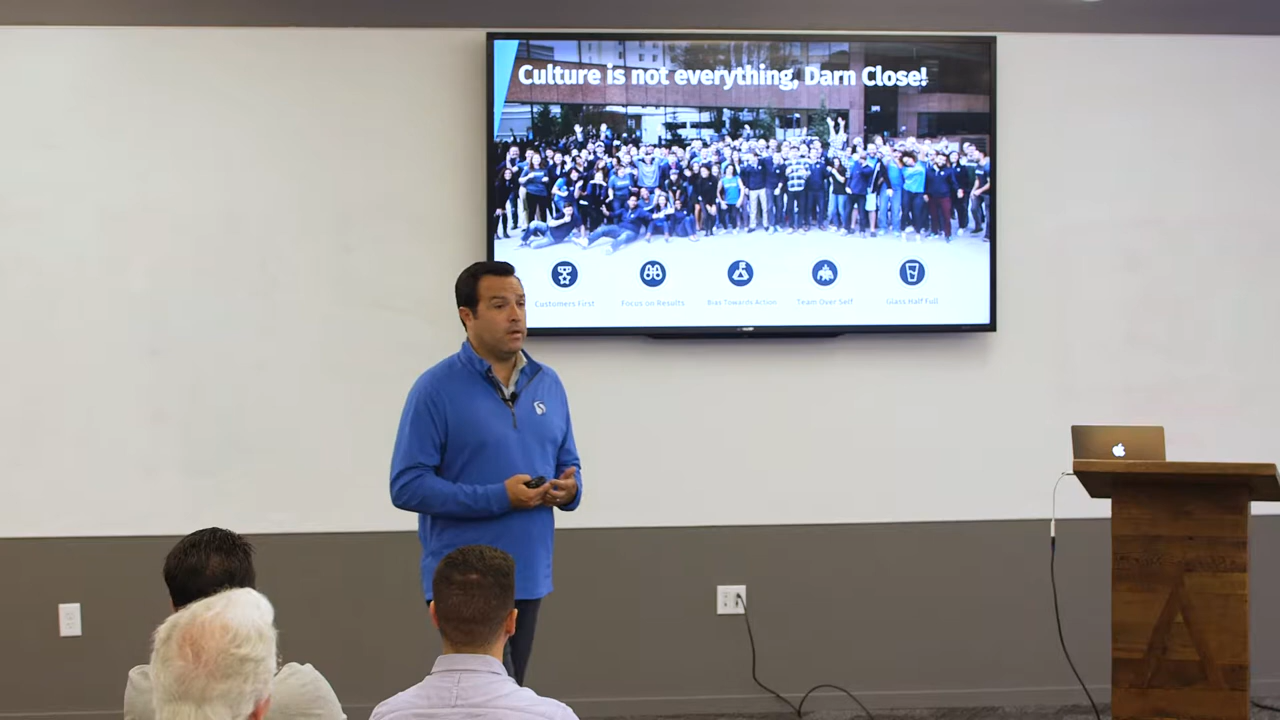 Culture is not everything, Darn Close!
Customers First
Focus on Results
Bias Towards Action
Team Over Self
Glass Half Full